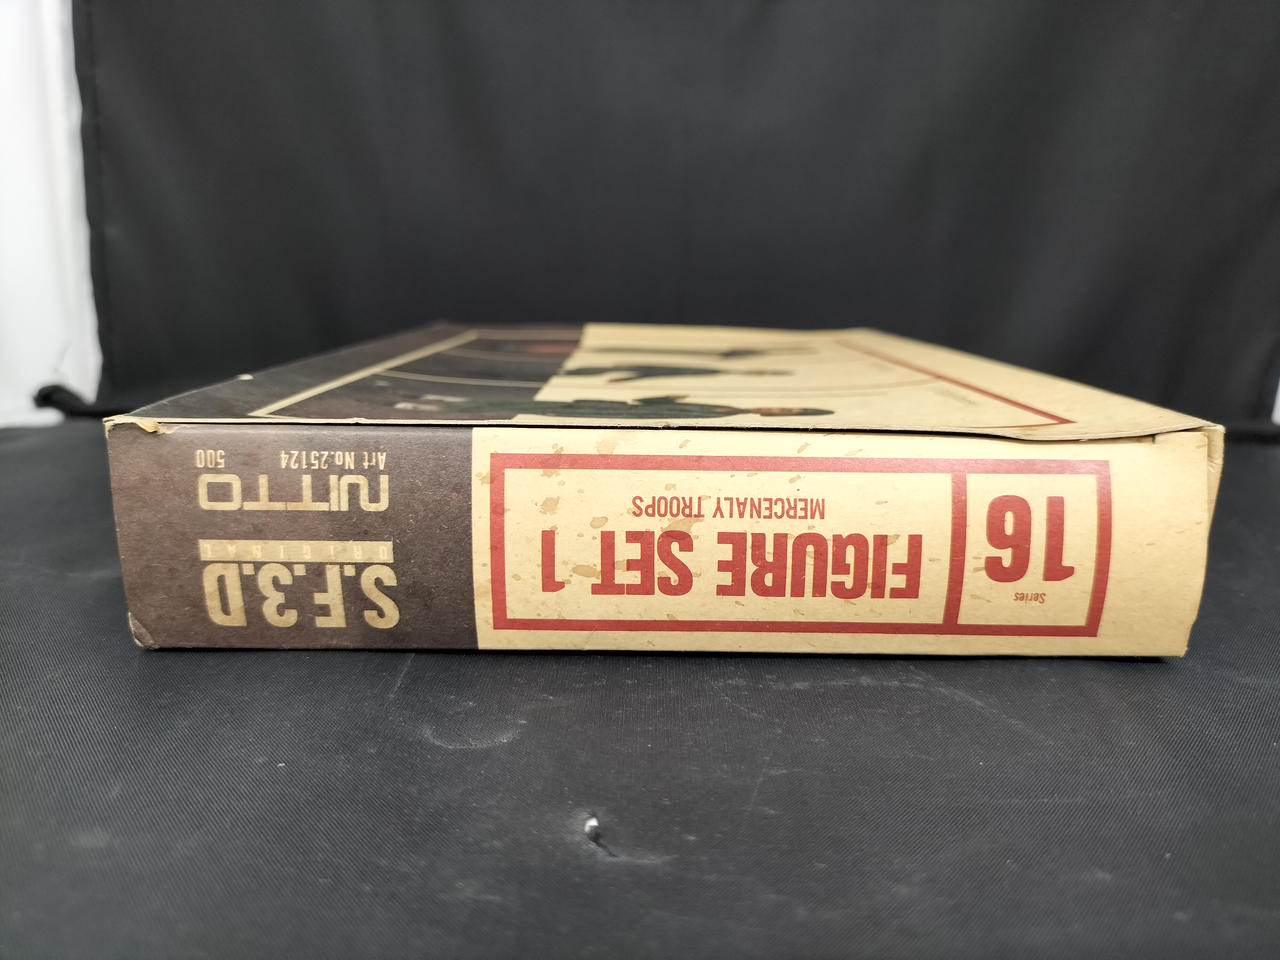 Series
16
FIGURE SET 1
MERCENALY TROOPS
S.F.3.D
ORIGINAL
NITTO
Art No.25124
500